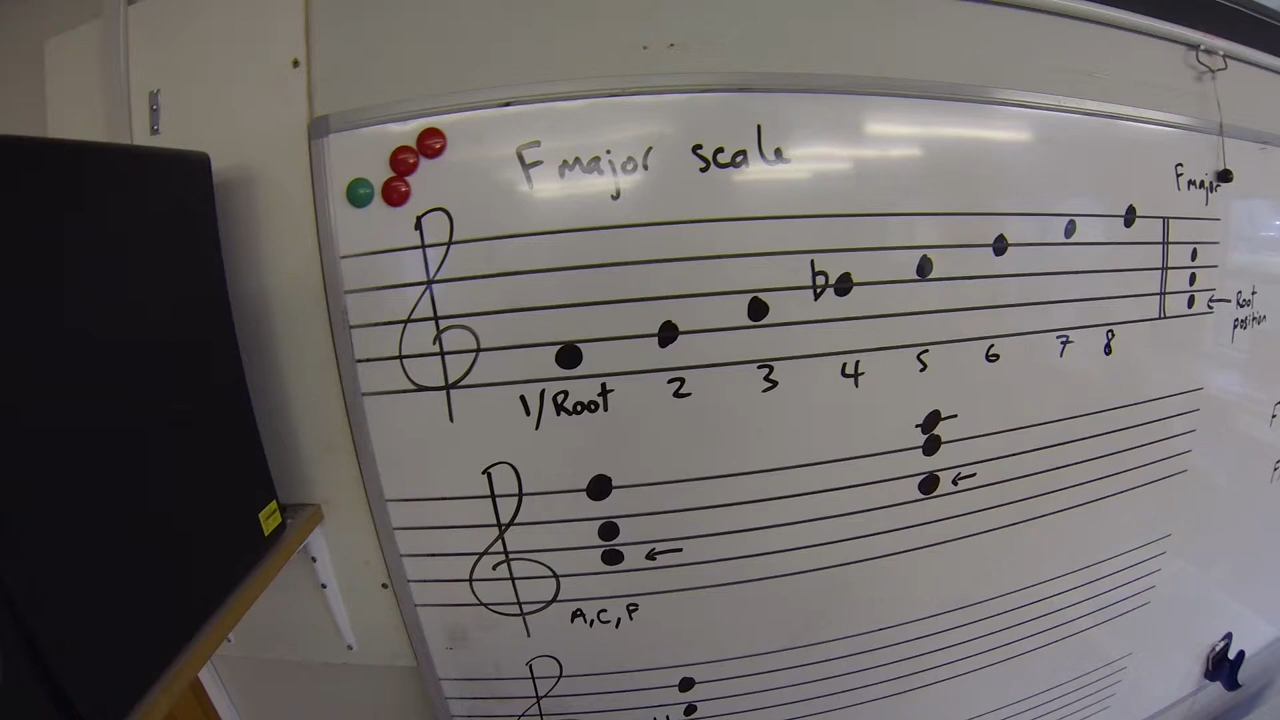 F major scale
F major
♭
← Root position
1/Root 2 3 4 5 6 7 8
A, C, F